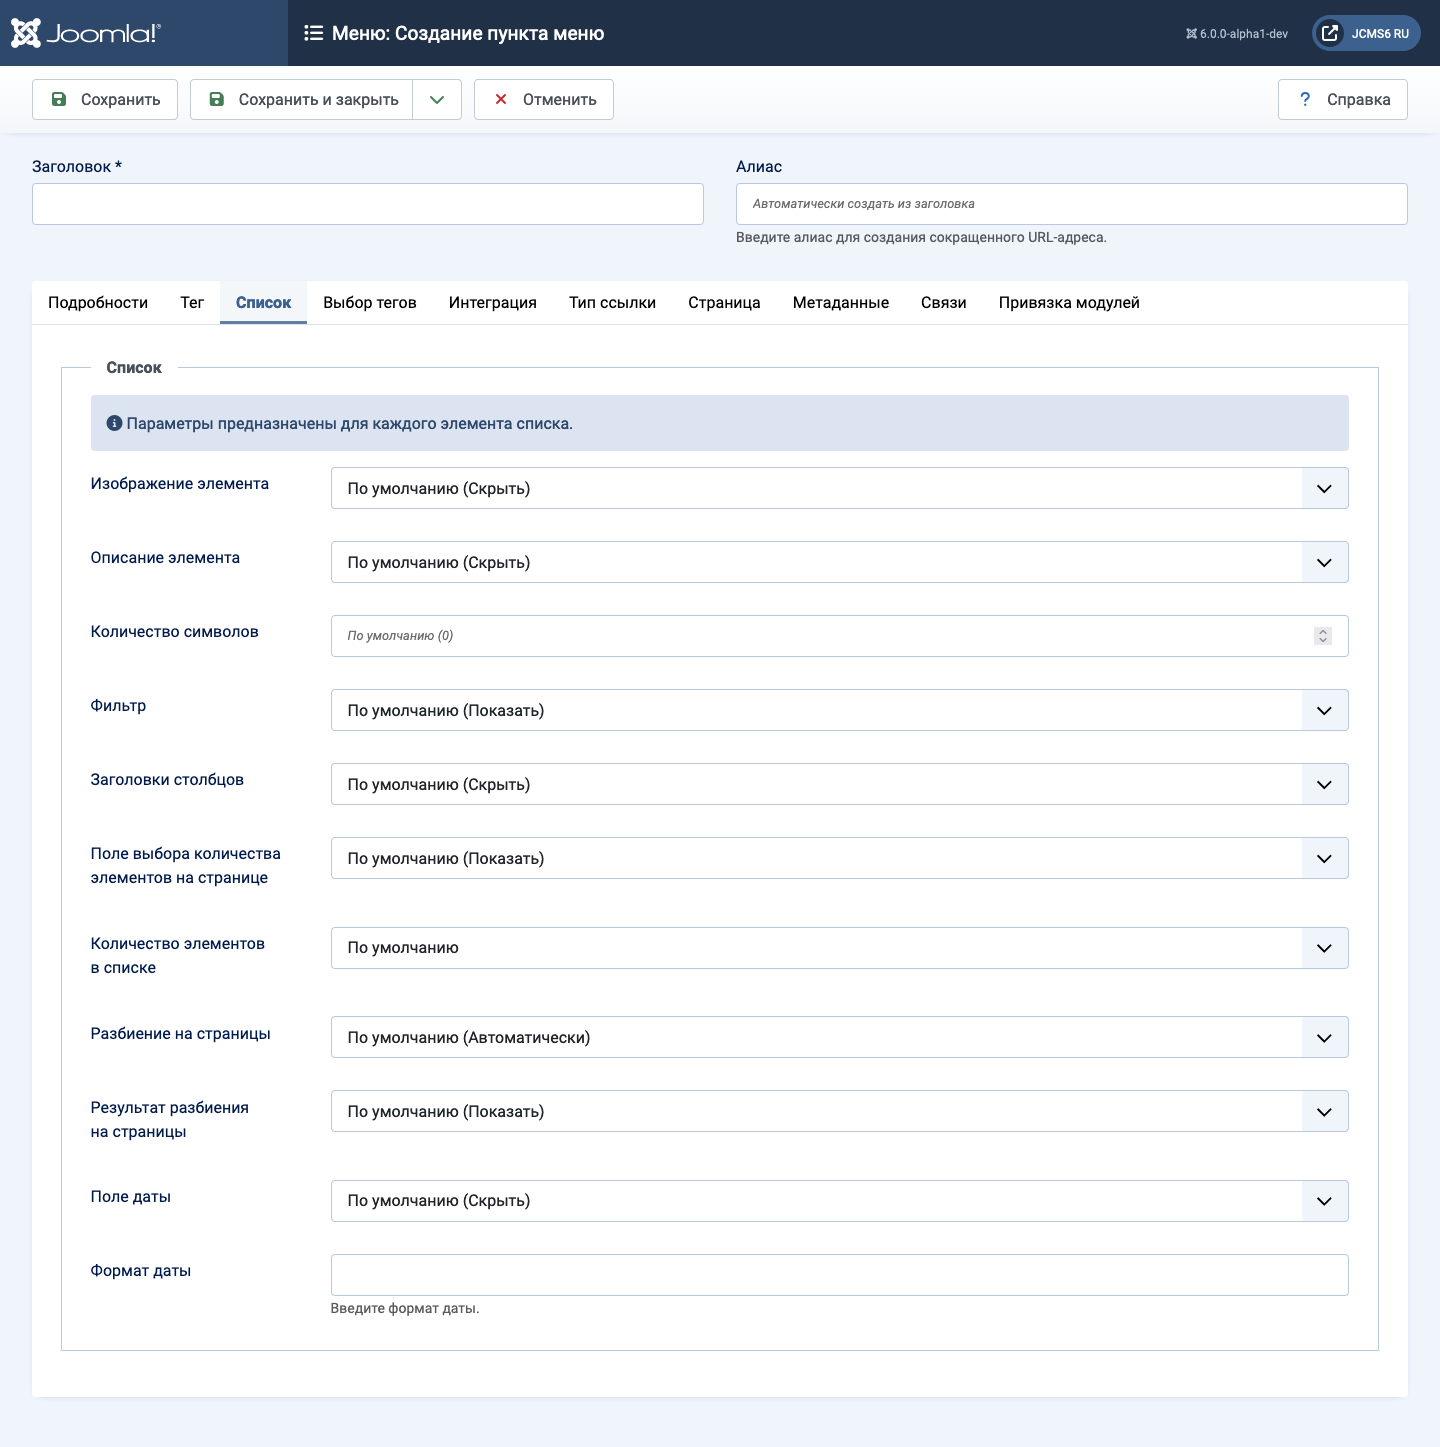 Joomla!®
Меню: Создание пункта меню
6.0.0-alpha1-dev
JCMS6 RU
Сохранить
Сохранить и закрыть
Отменить
? Справка
Заголовок *
Алиас
Автоматически создать из заголовка
Введите алиас для создания сокращенного URL-адреса.
Подробности Тег Список Выбор тегов Интеграция Тип ссылки Страница Метаданные Связи Привязка модулей
Список
Параметры предназначены для каждого элемента списка.
Изображение элемента
По умолчанию (Скрыть)
Описание элемента
По умолчанию (Скрыть)
Количество символов
По умолчанию (0)
Фильтр
По умолчанию (Показать)
Заголовки столбцов
По умолчанию (Скрыть)
Поле выбора количества
элементов на странице
По умолчанию (Показать)
Количество элементов
в списке
По умолчанию
Разбиение на страницы
По умолчанию (Автоматически)
Результат разбиения
на страницы
По умолчанию (Показать)
Поле даты
По умолчанию (Скрыть)
Формат даты
Введите формат даты.